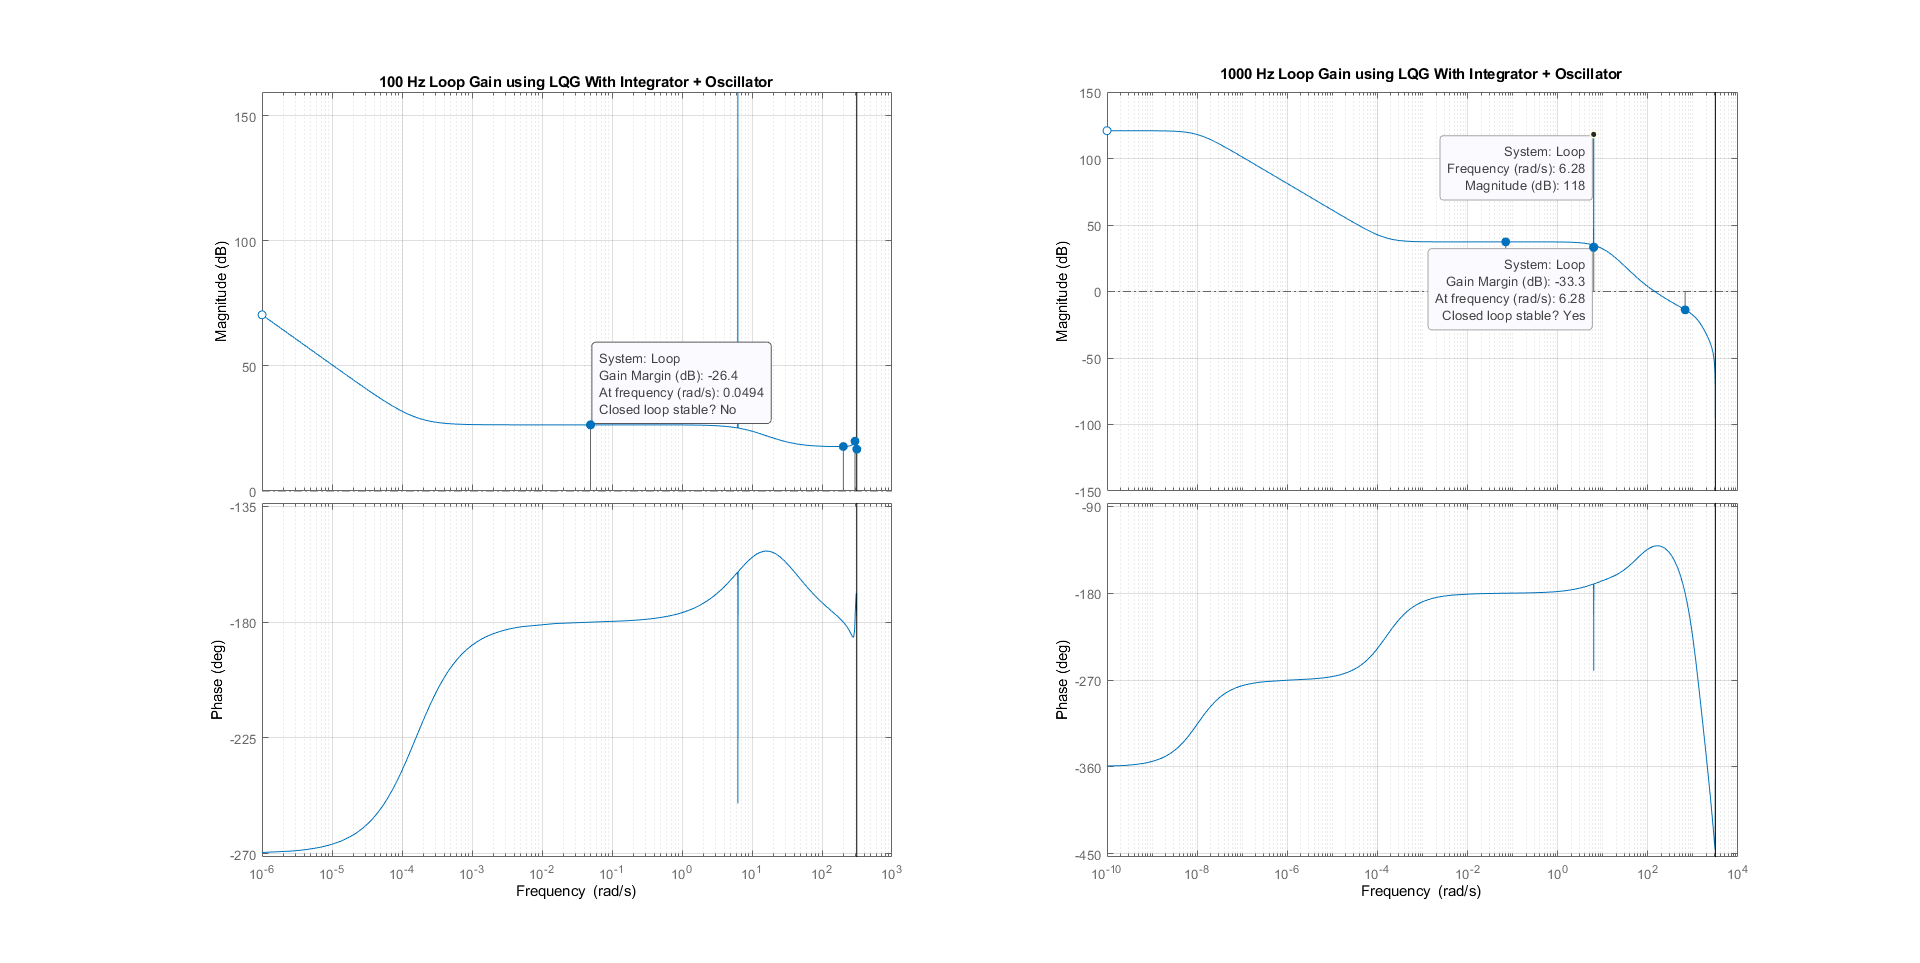 100 Hz Loop Gain using LQG With Integrator + Oscillator
Magnitude (dB)
150
100
50
0
System: Loop
Gain Margin (dB): -26.4
At frequency (rad/s): 0.0494
Closed loop stable? No
Phase (deg)
-135
-180
-225
-270
10^-6 10^-5 10^-4 10^-3 10^-2 10^-1 10^0 10^1 10^2 10^3
Frequency (rad/s)
1000 Hz Loop Gain using LQG With Integrator + Oscillator
Magnitude (dB)
150
100
50
0
-50
-100
-150
System: Loop
Frequency (rad/s): 6.28
Magnitude (dB): 118
System: Loop
Gain Margin (dB): -33.3
At frequency (rad/s): 6.28
Closed loop stable? Yes
Phase (deg)
-90
-180
-270
-360
-450
10^-10 10^-8 10^-6 10^-4 10^-2 10^0 10^2 10^4
Frequency (rad/s)